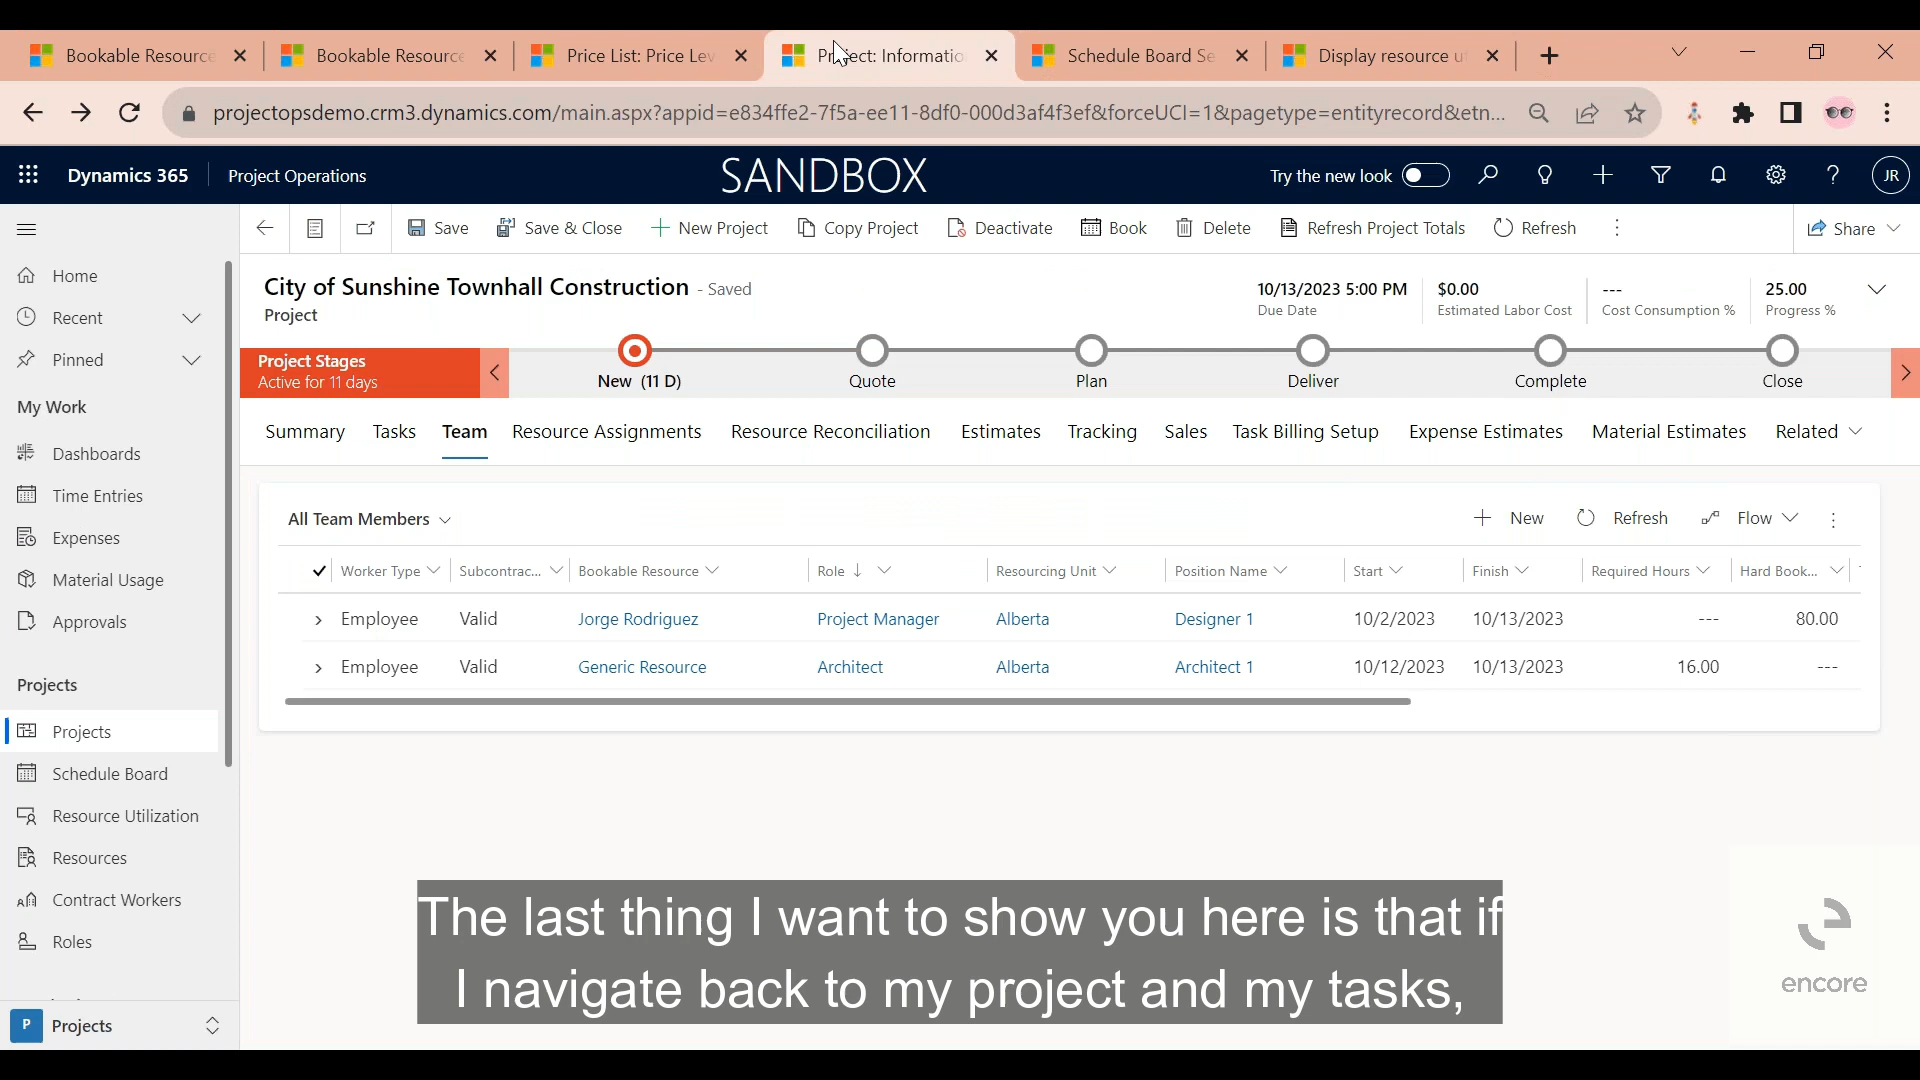 Bookable Resource
Bookable Resource
Price List: Price Lev
Project: Informatio
Schedule Board Se
Display resource u
projectopsdemo.crm3.dynamics.com/main.aspx?appid=e834ffe2-7f5a-ee11-8df0-000d3af4f3ef&forceUCI=1&pagetype=entityrecord&etn...
Dynamics 365
Project Operations
SANDBOX
Try the new look
JR
Save
Save & Close
New Project
Copy Project
Deactivate
Book
Delete
Refresh Project Totals
Refresh
Share
Home
Recent
Pinned
My Work
Dashboards
Time Entries
Expenses
Material Usage
Approvals
Projects
Projects
Schedule Board
Resource Utilization
Resources
Contract Workers
Roles
P Projects
City of Sunshine Townhall Construction - Saved
Project
10/13/2023 5:00 PM
Due Date
$0.00
Estimated Labor Cost
---
Cost Consumption %
25.00
Progress %
Project Stages
Active for 11 days
New (11 D)
Quote
Plan
Deliver
Complete
Close
Summary Tasks Team Resource Assignments Resource Reconciliation Estimates Tracking Sales Task Billing Setup Expense Estimates Material Estimates Related
All Team Members
New
Refresh
Flow
Worker Type Subcontrac... Bookable Resource Role Resourcing Unit Position Name Start Finish Required Hours Hard Book...
Employee Valid Jorge Rodriguez Project Manager Alberta Designer 1 10/2/2023 10/13/2023 --- 80.00
Employee Valid Generic Resource Architect Alberta Architect 1 10/12/2023 10/13/2023 16.00 ---
The last thing I want to show you here is that if
I navigate back to my project and my tasks,
encore